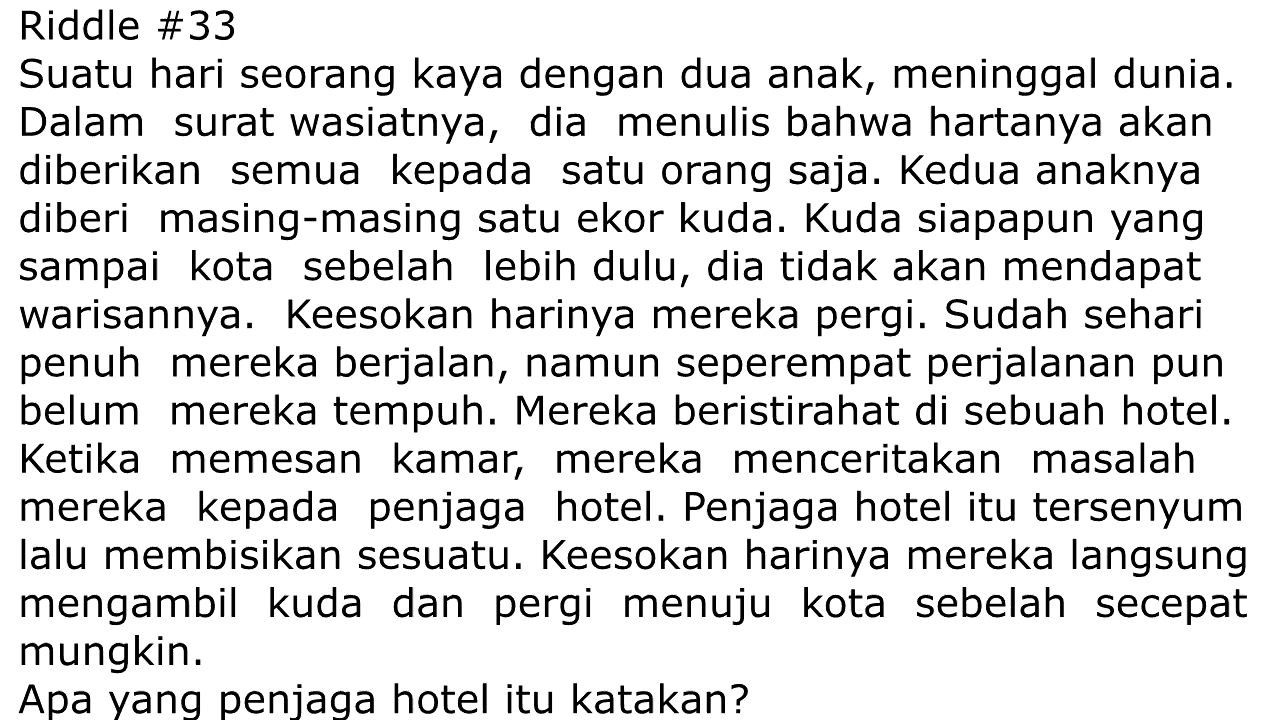 Riddle #33
Suatu hari seorang kaya dengan dua anak, meninggal dunia.
Dalam surat wasiatnya, dia menulis bahwa hartanya akan
diberikan semua kepada satu orang saja. Kedua anaknya
diberi masing-masing satu ekor kuda. Kuda siapapun yang
sampai kota sebelah lebih dulu, dia tidak akan mendapat
warisannya. Keesokan harinya mereka pergi. Sudah sehari
penuh mereka berjalan, namun seperempat perjalanan pun
belum mereka tempuh. Mereka beristirahat di sebuah hotel.
Ketika memesan kamar, mereka menceritakan masalah
mereka kepada penjaga hotel. Penjaga hotel itu tersenyum
lalu membisikan sesuatu. Keesokan harinya mereka langsung
mengambil kuda dan pergi menuju kota sebelah secepat
mungkin.
Apa yang penjaga hotel itu katakan?